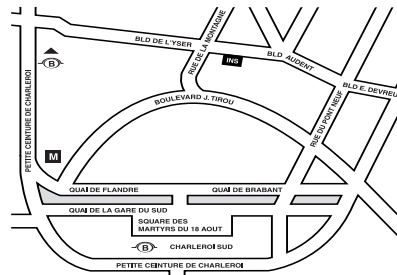 BLD DE L'YSER
RUE DE LA MONTAGNE
BLD AUDENT
INS
BLD E. DEVREU
B
PETITE CEINTURE DE CHARLEROI
BOULEVARD J. TIROU
RUE DU PONT NEUF
M
QUAI DE FLANDRE
QUAI DE BRABANT
QUAI DE LA GARE DU SUD
SQUARE DES
MARTYRS DU 18 AOUT
B
CHARLEROI SUD
PETITE CEINTURE DE CHARLEROI